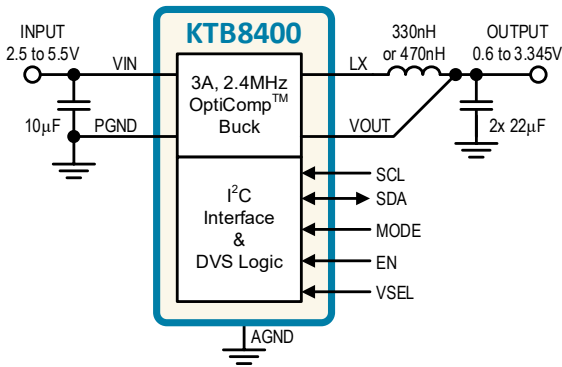 KTB8400
INPUT
2.5 to 5.5V
VIN
10μF
PGND
3A, 2.4MHz
OptiComp™
Buck
LX
330nH
or 470nH
OUTPUT
0.6 to 3.345V
VOUT
2x 22μF
I²C
Interface
&
DVS Logic
SCL
SDA
MODE
EN
VSEL
AGND